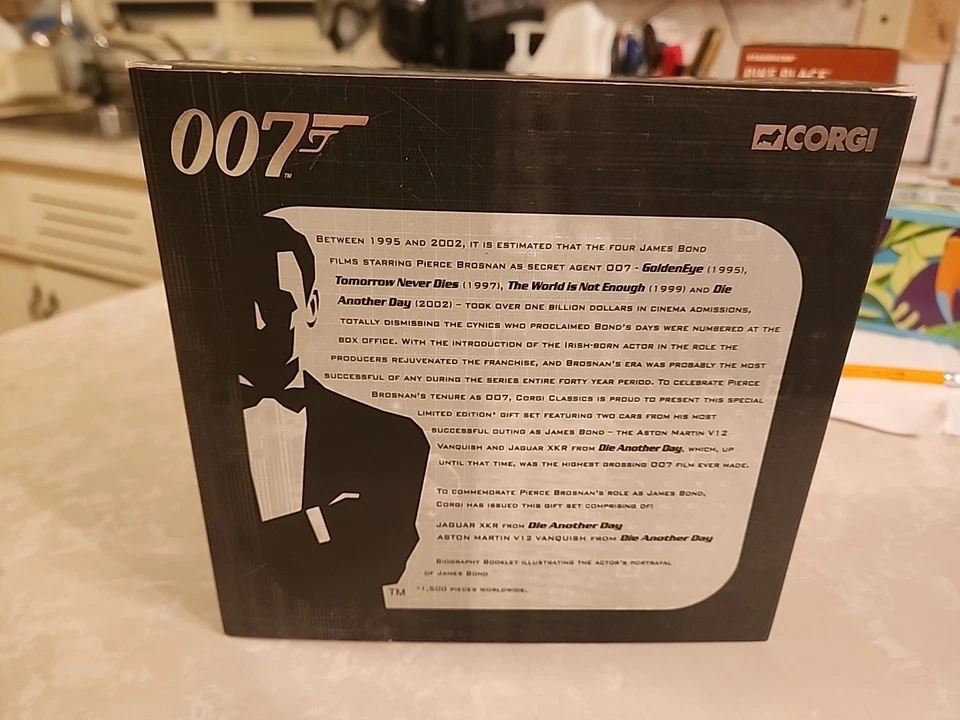 007
TM
CORGI
STARBUCKS
PIKE PLACE
BETWEEN 1995 AND 2002, IT IS ESTIMATED THAT THE FOUR JAMES BOND
FILMS STARRING PIERCE BROSNAN AS SECRET AGENT 007 - GoldenEye (1995),
Tomorrow Never Dies (1997), The World is Not Enough (1999) AND Die
Another Day (2002) – TOOK OVER ONE BILLION DOLLARS IN CINEMA ADMISSIONS,
TOTALLY DISMISSING THE CYNICS WHO PROCLAIMED BOND'S DAYS WERE NUMBERED AT THE
BOX OFFICE. WITH THE INTRODUCTION OF THE IRISH-BORN ACTOR IN THE ROLE THE
PRODUCERS REJUVENATED THE FRANCHISE, AND BROSNAN'S ERA WAS PROBABLY THE MOST
SUCCESSFUL OF ANY DURING THE SERIES ENTIRE FORTY YEAR PERIOD. TO CELEBRATE PIERCE
BROSNAN'S TENURE AS 007, CORGI CLASSICS IS PROUD TO PRESENT THIS SPECIAL
LIMITED EDITION* GIFT SET FEATURING TWO CARS FROM HIS MOST
SUCCESSFUL OUTING AS JAMES BOND – THE ASTON MARTIN V12
VANQUISH AND JAGUAR XKR FROM Die Another Day, WHICH, UP
UNTIL THAT TIME, WAS THE HIGHEST GROSSING 007 FILM EVER MADE.
TO COMMEMORATE PIERCE BROSNAN'S ROLE AS JAMES BOND,
CORGI HAS ISSUED THIS GIFT SET COMPRISING OF:
JAGUAR XKR FROM Die Another Day
ASTON MARTIN V12 VANQUISH FROM Die Another Day
BIOGRAPHY BOOKLET ILLUSTRATING THE ACTOR'S PORTRAYAL
OF JAMES BOND
TM *1,500 PIECES WORLDWIDE.